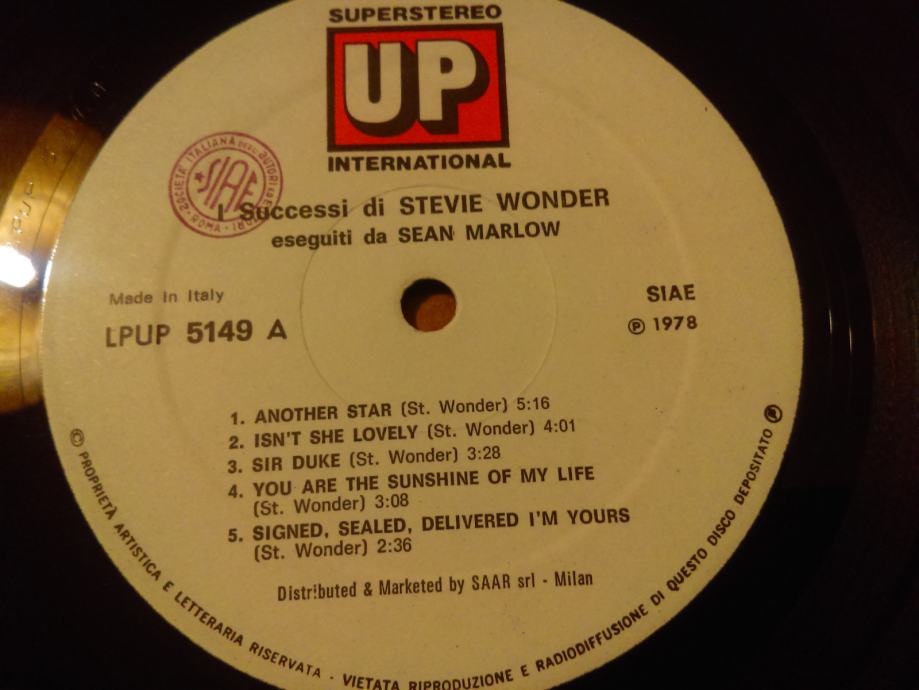 SUPERSTEREO
UP
INTERNATIONAL
SOCIETÀ ITALIANA DEGLI AUTORI ED EDITORI · ROMA ·
SIAE
I Successi di STEVIE WONDER
eseguiti da SEAN MARLOW
Made in Italy
LPUP 5149 A
SIAE
℗ 1978
1. ANOTHER STAR (St. Wonder) 5:16
2. ISN'T SHE LOVELY (St. Wonder) 4:01
3. SIR DUKE (St. Wonder) 3:28
4. YOU ARE THE SUNSHINE OF MY LIFE
(St. Wonder) 3:08
5. SIGNED, SEALED, DELIVERED I'M YOURS
(St. Wonder) 2:36
Distributed & Marketed by SAAR srl - Milan
© PROPRIETÀ ARTISTICA E LETTERARIA RISERVATA - VIETATA RIPRODUZIONE E RADIODIFFUSIONE DI QUESTO DISCO DEPOSITATO ℗